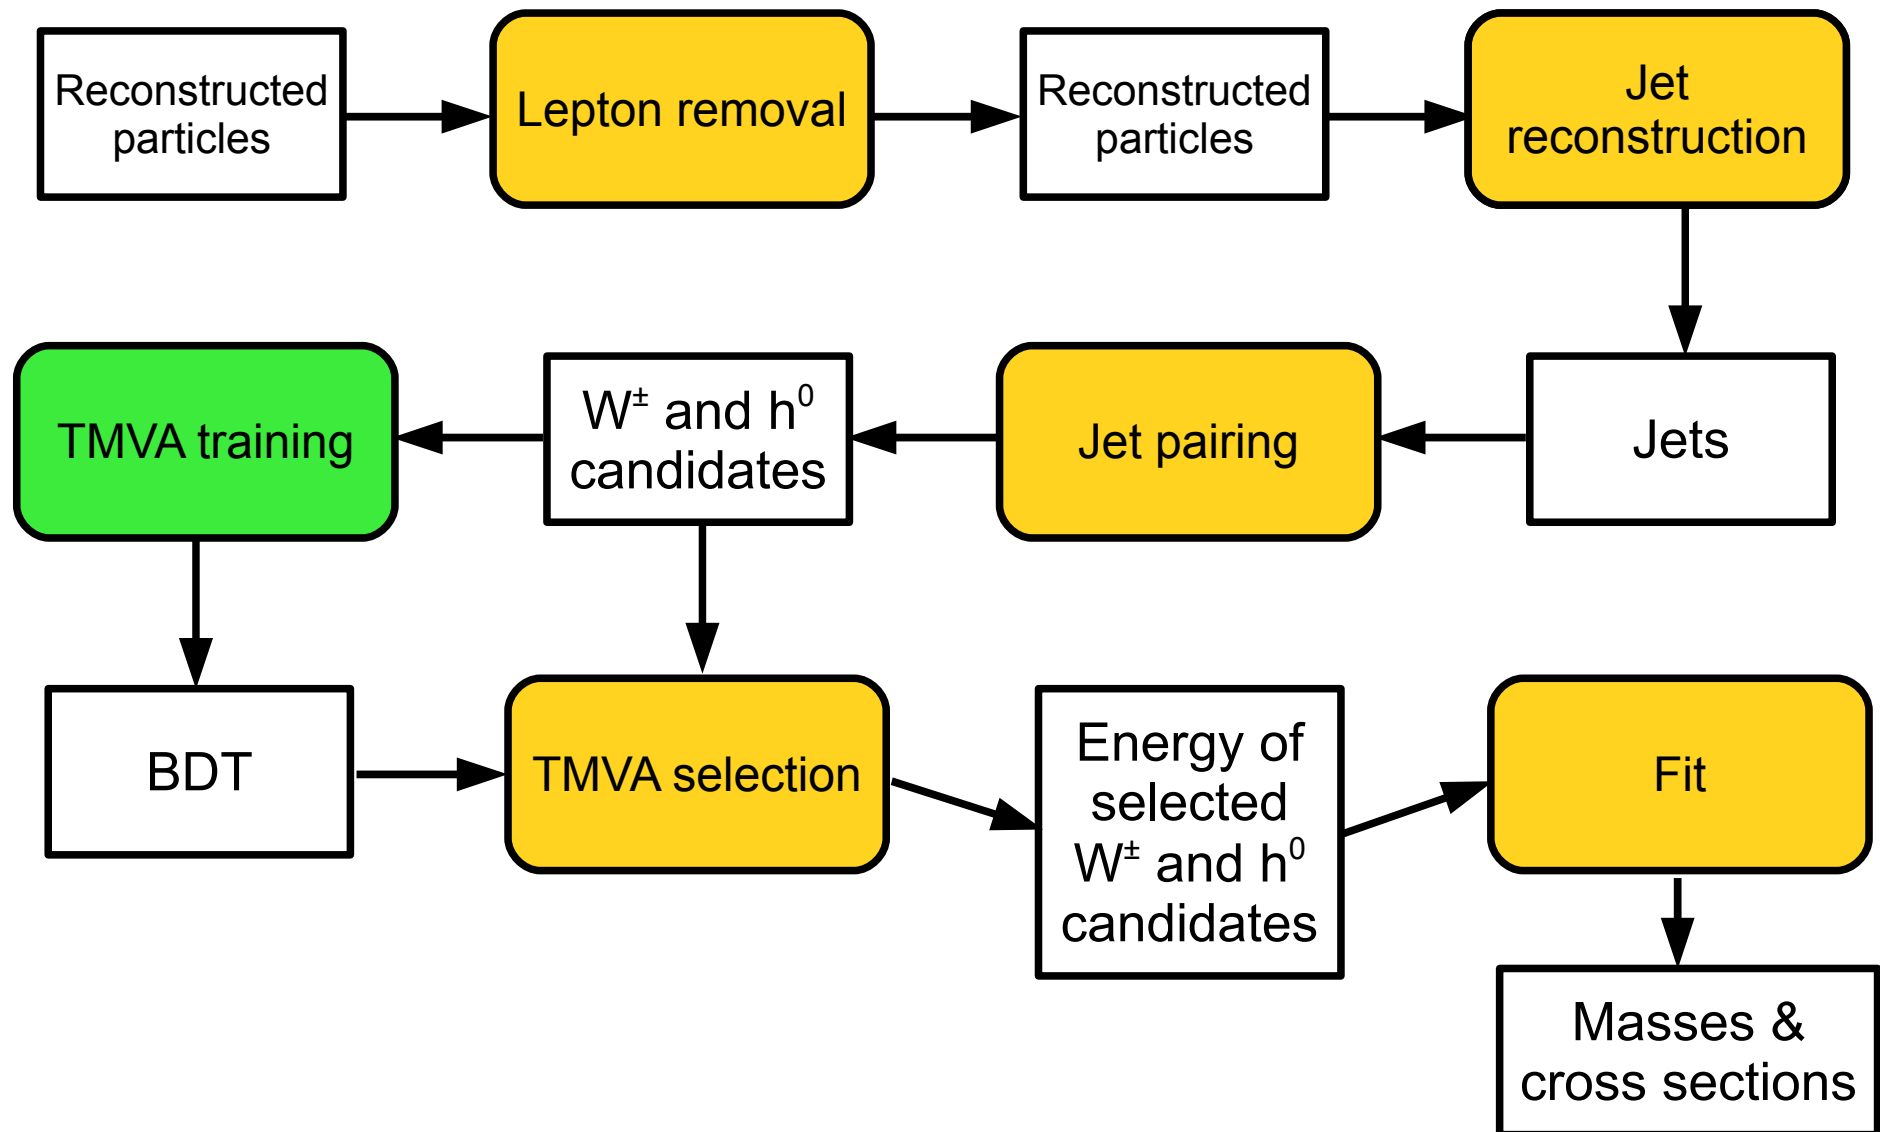 Reconstructed
particles
Lepton removal
Reconstructed
particles
Jet
reconstruction
TMVA training
W± and h⁰
candidates
Jet pairing
Jets
BDT
TMVA selection
Energy of
selected
W± and h⁰
candidates
Fit
Masses &
cross sections